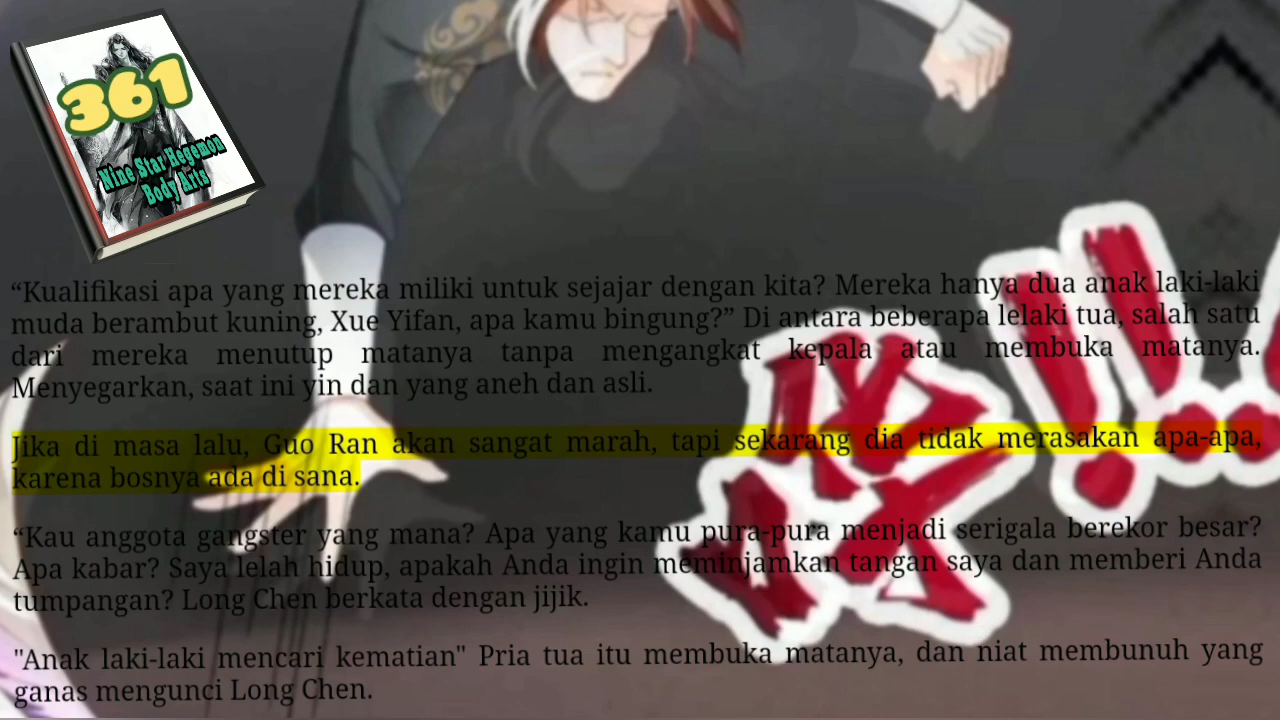 361
Nine Star Hegemon
Body Arts
“Kualifikasi apa yang mereka miliki untuk sejajar dengan kita? Mereka hanya dua anak laki-laki
muda berambut kuning, Xue Yifan, apa kamu bingung?” Di antara beberapa lelaki tua, salah satu
dari mereka menutup matanya tanpa mengangkat kepala atau membuka matanya.
Menyegarkan, saat ini yin dan yang aneh dan asli.
Jika di masa lalu, Guo Ran akan sangat marah, tapi sekarang dia tidak merasakan apa-apa,
karena bosnya ada di sana.
“Kau anggota gangster yang mana? Apa yang kamu pura-pura menjadi serigala berekor besar?
Apa kabar? Saya lelah hidup, apakah Anda ingin meminjamkan tangan saya dan memberi Anda
tumpangan? Long Chen berkata dengan jijik.
"Anak laki-laki mencari kematian" Pria tua itu membuka matanya, dan niat membunuh yang
ganas mengunci Long Chen.